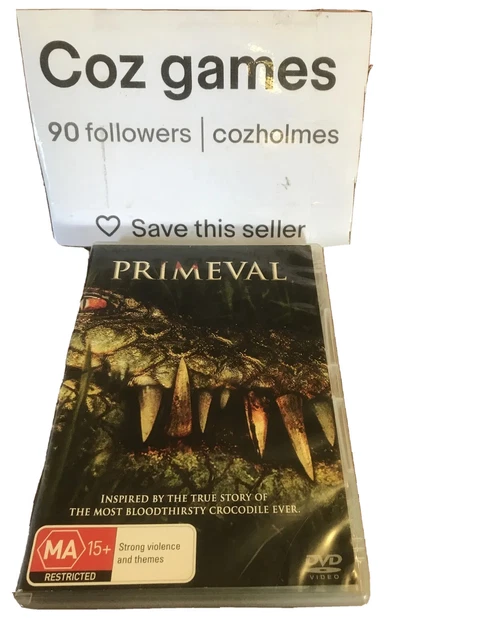 Coz games
90 followers | cozholmes
♡ Save this seller
PRIMEVAL
INSPIRED BY THE TRUE STORY OF
THE MOST BLOODTHIRSTY CROCODILE EVER.
MA 15+ Strong violence
and themes
RESTRICTED
DVD
VIDEO